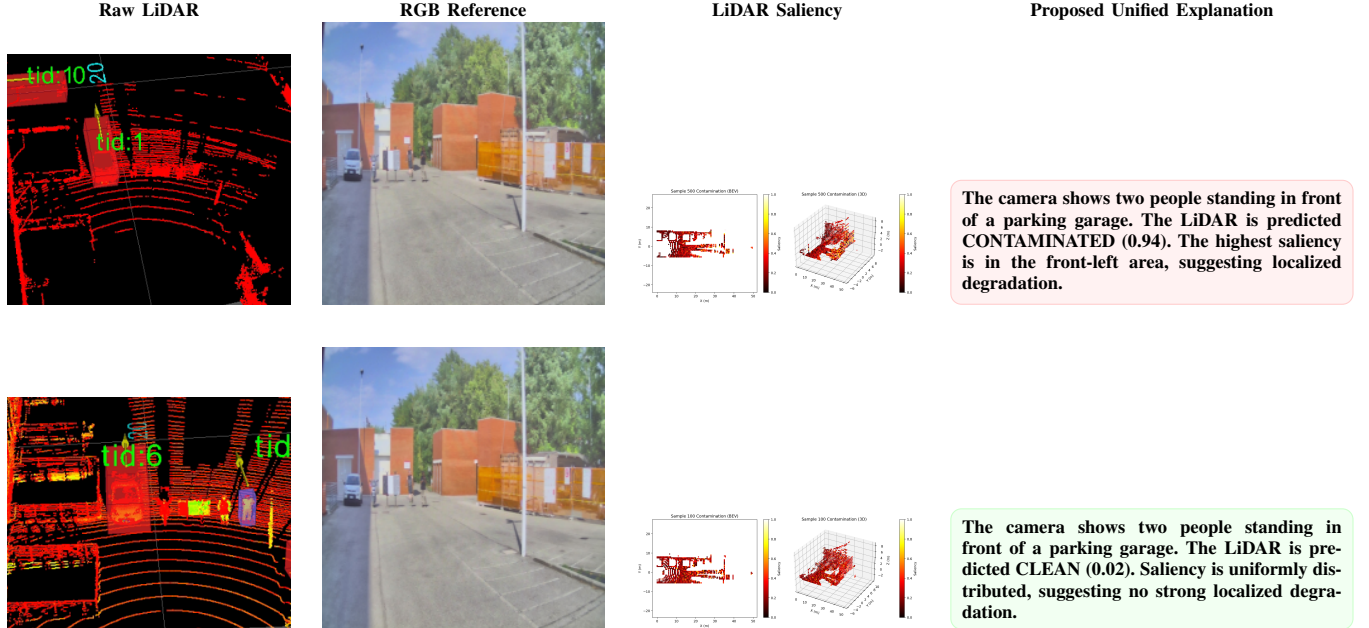 Raw LiDAR
RGB Reference
LiDAR Saliency
Proposed Unified Explanation
tid:10
20
tid:1
Sample 500 Contamination (BEV)
Sample 500 Contamination (3D)
Y (m)
X (m)
Saliency
The camera shows two people standing in front
of a parking garage. The LiDAR is predicted
CONTAMINATED (0.94). The highest saliency
is in the front-left area, suggesting localized
degradation.
20
tid:6
tid
Sample 100 Contamination (BEV)
Sample 100 Contamination (3D)
Y (m)
X (m)
Saliency
The camera shows two people standing in
front of a parking garage. The LiDAR is pre-
dicted CLEAN (0.02). Saliency is uniformly dis-
tributed, suggesting no strong localized degra-
dation.